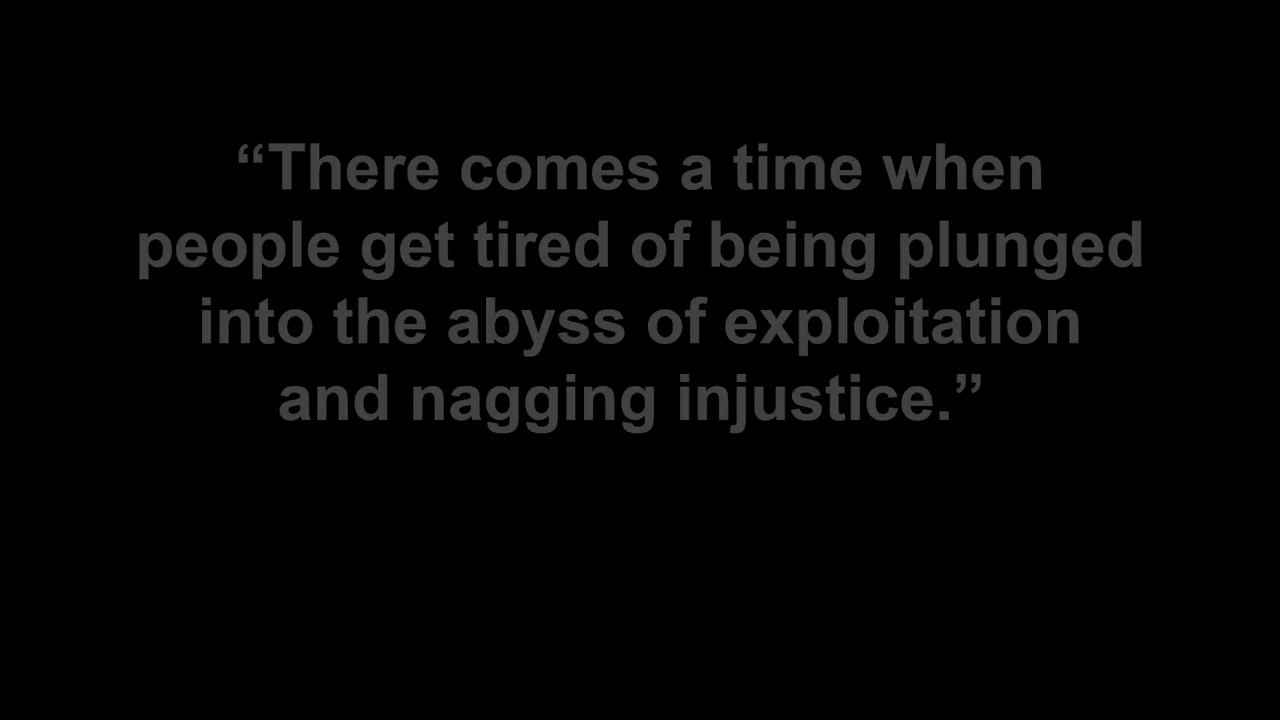 “There comes a time when
people get tired of being plunged
into the abyss of exploitation
and nagging injustice.”